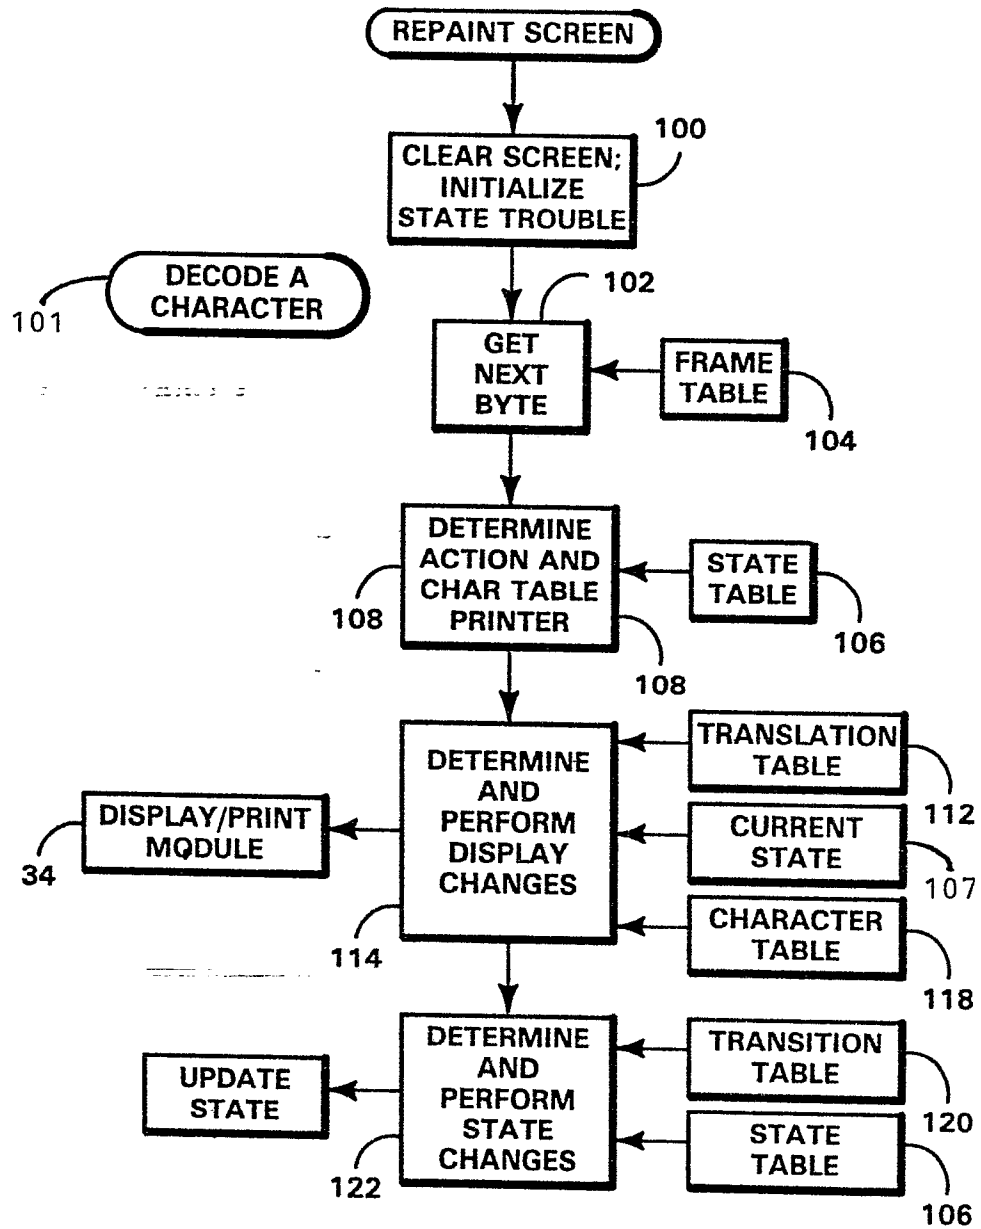 REPAINT SCREEN
100
CLEAR SCREEN;
INITIALIZE
STATE TROUBLE
DECODE A
CHARACTER
101
102
GET
NEXT
BYTE
FRAME
TABLE
104
DETERMINE
ACTION AND
CHAR TABLE
PRINTER
108
108
STATE
TABLE
106
DETERMINE
AND
PERFORM
DISPLAY
CHANGES
114
TRANSLATION
TABLE
112
DISPLAY/PRINT
MODULE
34
CURRENT
STATE
107
CHARACTER
TABLE
118
DETERMINE
AND
PERFORM
STATE
CHANGES
122
TRANSITION
TABLE
120
UPDATE
STATE
STATE
TABLE
106